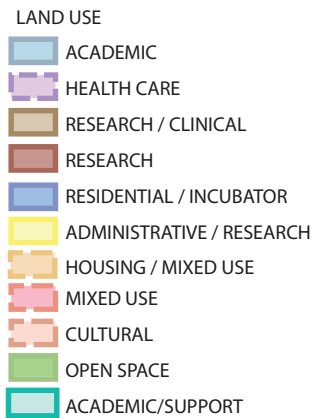 LAND USE
ACADEMIC
HEALTH CARE
RESEARCH / CLINICAL
RESEARCH
RESIDENTIAL / INCUBATOR
ADMINISTRATIVE / RESEARCH
HOUSING / MIXED USE
MIXED USE
CULTURAL
OPEN SPACE
ACADEMIC/SUPPORT